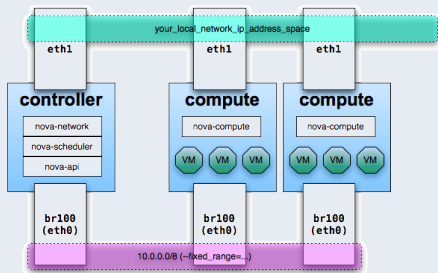 your_local_network_ip_address_space
eth1
eth1
eth1
controller
compute
compute
nova-network
nova-scheduler
nova-api
nova-compute
nova-compute
VM
VM
VM
VM
VM
VM
br100
(eth0)
br100
(eth0)
br100
(eth0)
10.0.0.0/8 (--fixed_range=...)